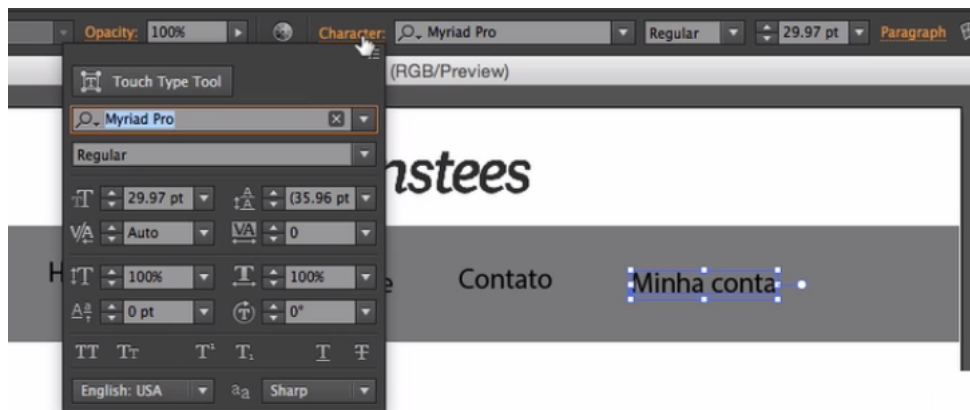 Opacity: 100% Character: Myriad Pro Regular 29.97 pt Paragraph
(RGB/Preview)
Touch Type Tool
Myriad Pro
Regular
29.97 pt (35.96 pt
Auto 0
100% 100%
0 pt 0°
English: USA aa Sharp
nstees
H e Contato Minha conta